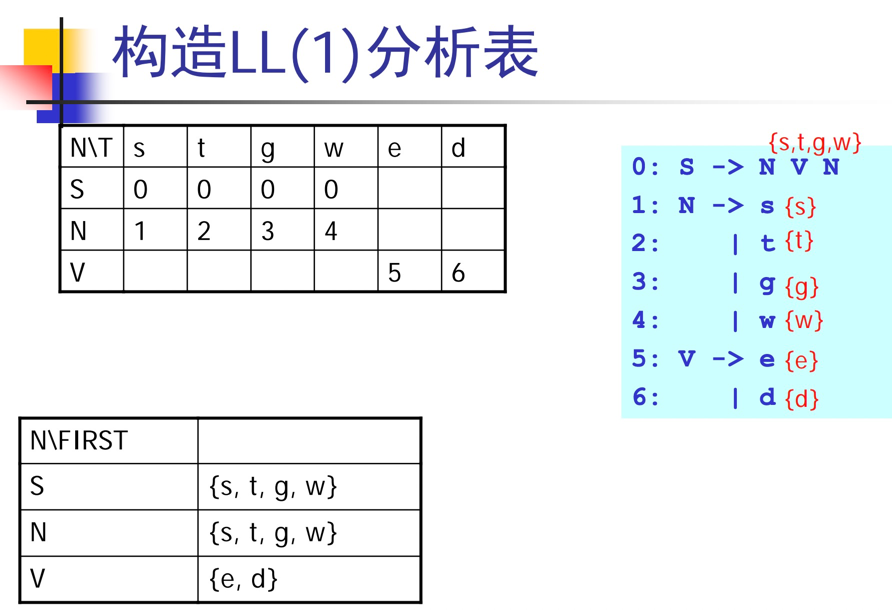 构造LL(1)分析表
N\T s t g w e d
S 0 0 0 0
N 1 2 3 4
V 5 6
{s,t,g,w}
0: S -> N V N
1: N -> s {s}
2: | t {t}
3: | g {g}
4: | w {w}
5: V -> e {e}
6: | d {d}
N\FIRST
S {s, t, g, w}
N {s, t, g, w}
V {e, d}